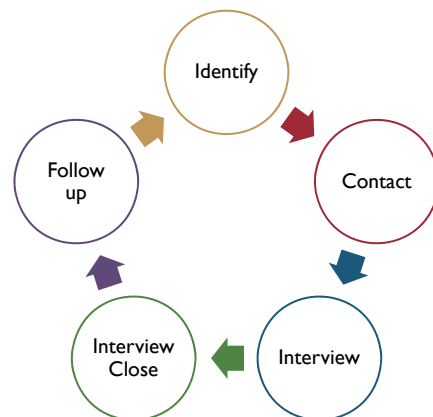 Identify
Contact
Interview
Interview
Close
Follow
up